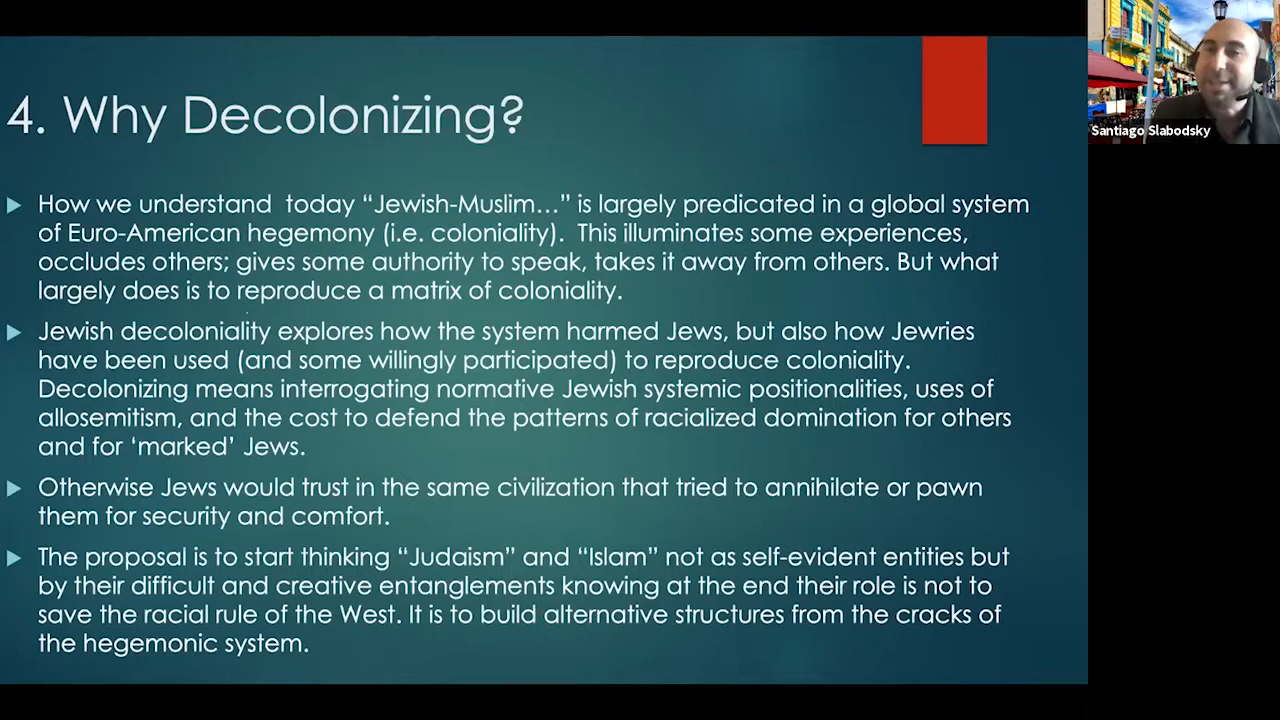 4. Why Decolonizing?
How we understand  today “Jewish-Muslim…” is largely predicated in a global system
of Euro-American hegemony (i.e. coloniality).  This illuminates some experiences,
occludes others; gives some authority to speak, takes it away from others. But what
largely does is to reproduce a matrix of coloniality.
Jewish decoloniality explores how the system harmed Jews, but also how Jewries
have been used (and some willingly participated) to reproduce coloniality.
Decolonizing means interrogating normative Jewish systemic positionalities, uses of
allosemitism, and the cost to defend the patterns of racialized domination for others
and for ‘marked’ Jews.
Otherwise Jews would trust in the same civilization that tried to annihilate or pawn
them for security and comfort.
The proposal is to start thinking “Judaism” and “Islam” not as self-evident entities but
by their difficult and creative entanglements knowing at the end their role is not to
save the racial rule of the West. It is to build alternative structures from the cracks of
the hegemonic system.
Santiago Slabodsky